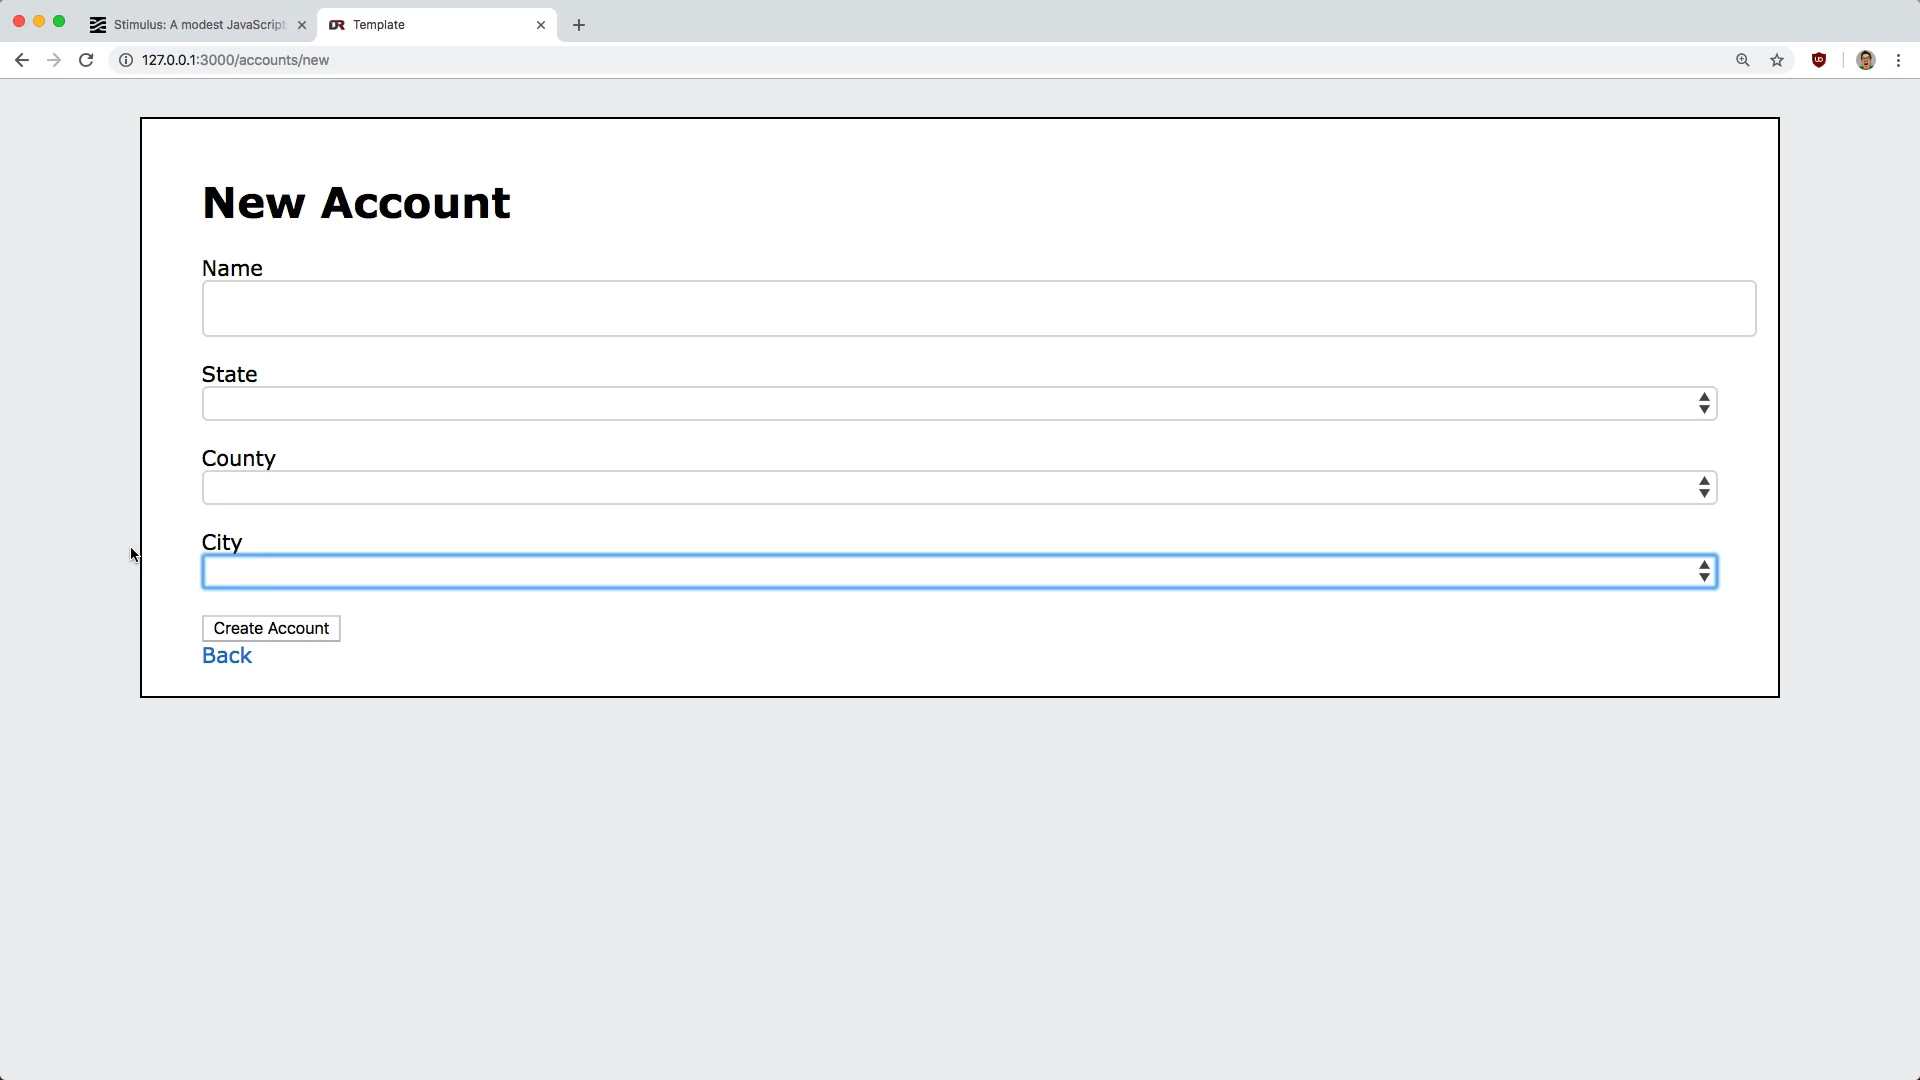 Stimulus: A modest JavaScript
DR Template
127.0.0.1:3000/accounts/new
New Account
Name
State
County
City
Create Account
Back